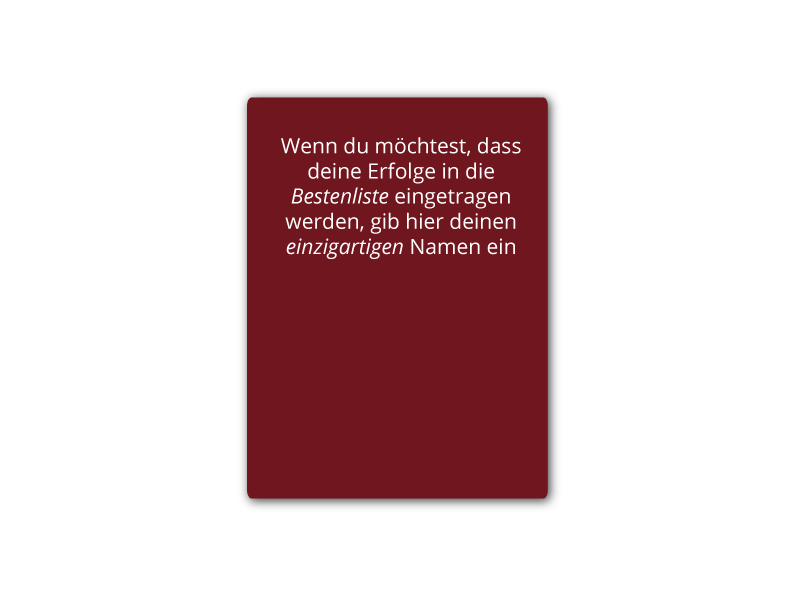 Wenn du möchtest, dass
deine Erfolge in die
Bestenliste eingetragen
werden, gib hier deinen
einzigartigen Namen ein